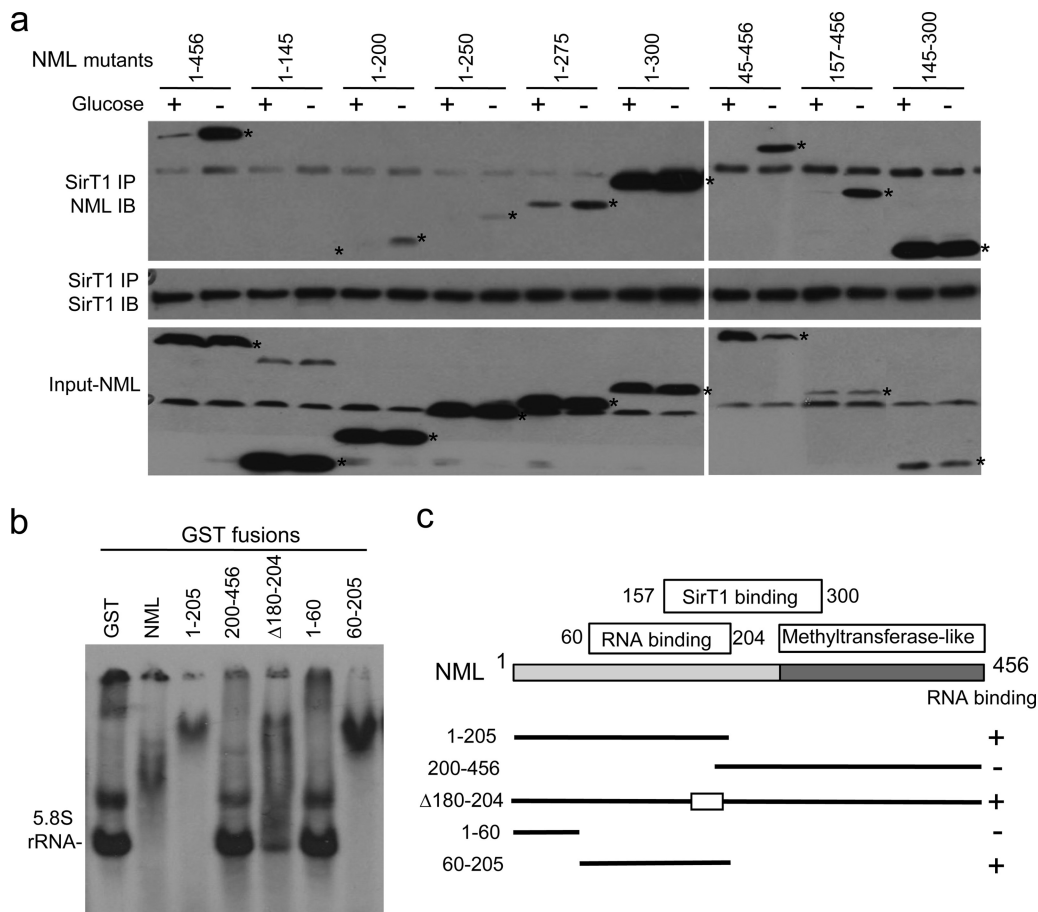 a
NML mutants
1-456
1-145
1-200
1-250
1-275
1-300
45-456
157-456
145-300
Glucose + - + - + - + - + - + - + - + - + -
SirT1 IP
NML IB
* * * * * * * * *
*
SirT1 IP
SirT1 IB
Input-NML
* * * * * * * * *
b
GST fusions
GST
NML
1-205
200-456
Δ180-204
1-60
60-205
5.8S
rRNA-
c
157 SirT1 binding 300
60 RNA binding 204 Methyltransferase-like
NML 1 456
RNA binding
1-205 +
200-456 -
Δ180-204 +
1-60 -
60-205 +